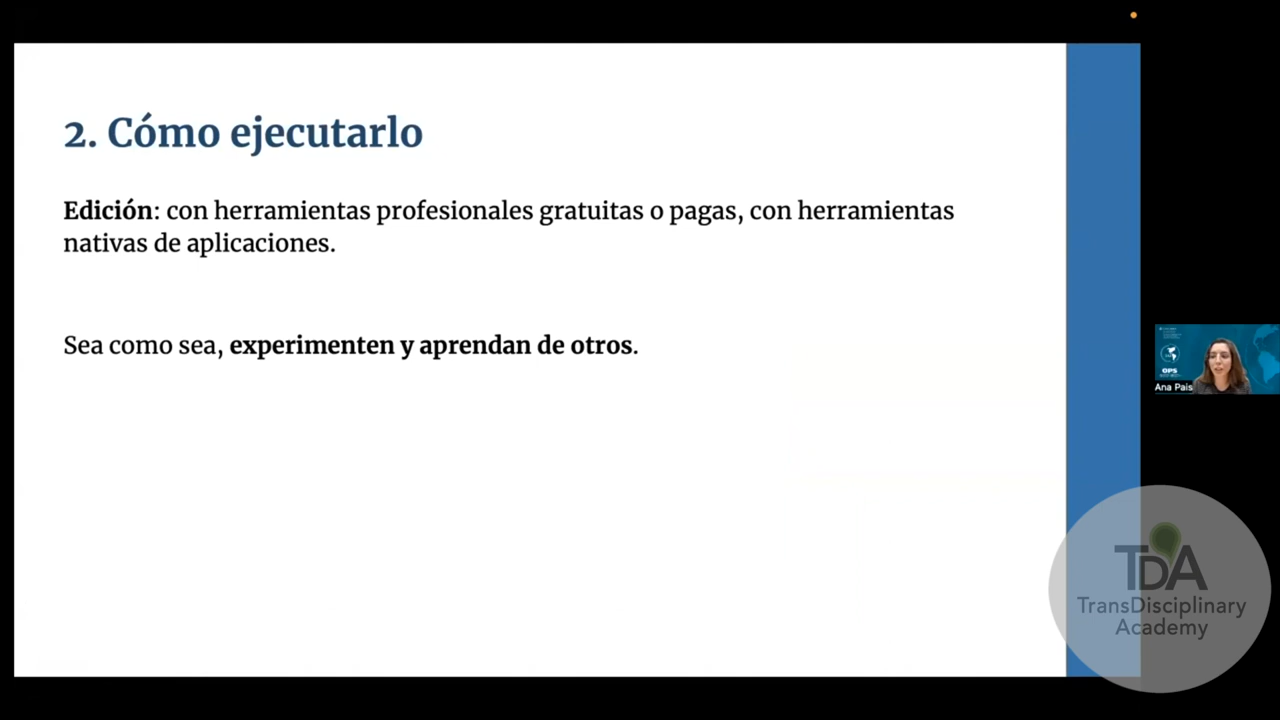 2. Cómo ejecutarlo
Edición: con herramientas profesionales gratuitas o pagas, con herramientas
nativas de aplicaciones.
Sea como sea, experimenten y aprendan de otros.
OPS
Ana Pais
TDA
TransDisciplinary
Academy